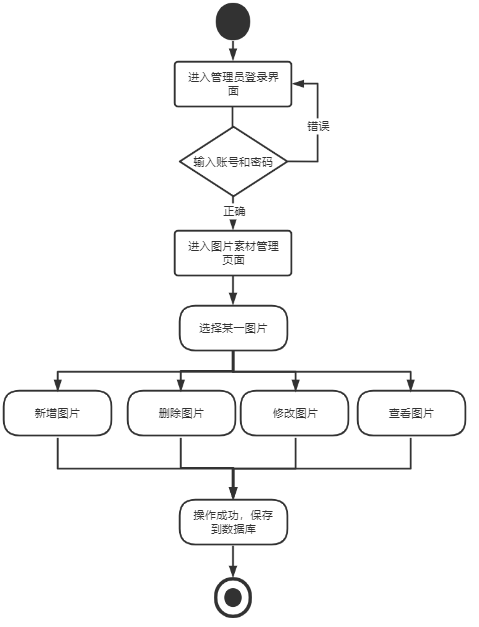 进入管理员登录界
面
错误
输入账号和密码
正确
进入图片素材管理
页面
选择某一图片
新增图片
删除图片
修改图片
查看图片
操作成功，保存
到数据库